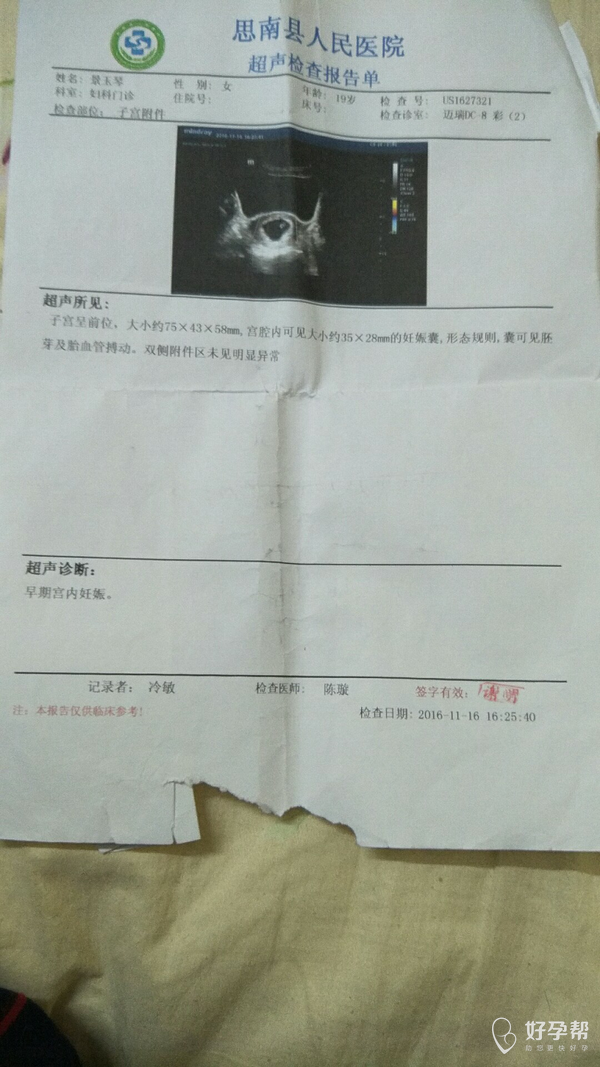 思南县人民医院
超声检查报告单
姓名: 景玉琴 性 别: 女 年龄: 19岁 检 查 号: US1627321
科室: 妇科门诊 住院号: 床号: 检查诊室: 迈瑞DC-8 彩(2)
检查部位: 子宫附件
mindray
超声所见:
子宫呈前位、大小约75×43×58mm,宫腔内可见大小约35×28mm的妊娠囊,形态规则,囊可见胚
芽及胎血管搏动。双侧附件区未见明显异常
超声诊断:
早期宫内妊娠。
记录者: 冷敏 检查医师: 陈璇 签字有效:
注: 本报告仅供临床参考! 检查日期: 2016-11-16 16:25:40
好孕帮
助您更快好孕